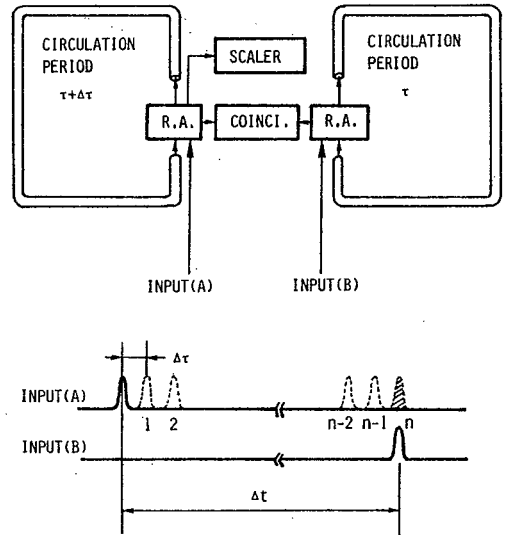 CIRCULATION
PERIOD
τ+Δτ
SCALER
CIRCULATION
PERIOD
τ
R.A.
COINCI.
R.A.
INPUT(A)
INPUT(B)
Δτ
INPUT(A)
1 2 n-2 n-1 n
INPUT(B)
Δt